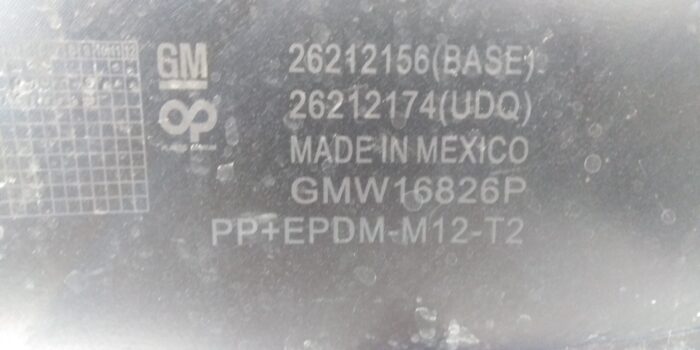 GM
26212156(BASE)
26212174(UDQ)
MADE IN MEXICO
GMW16826P
PP+EPDM-M12-T2